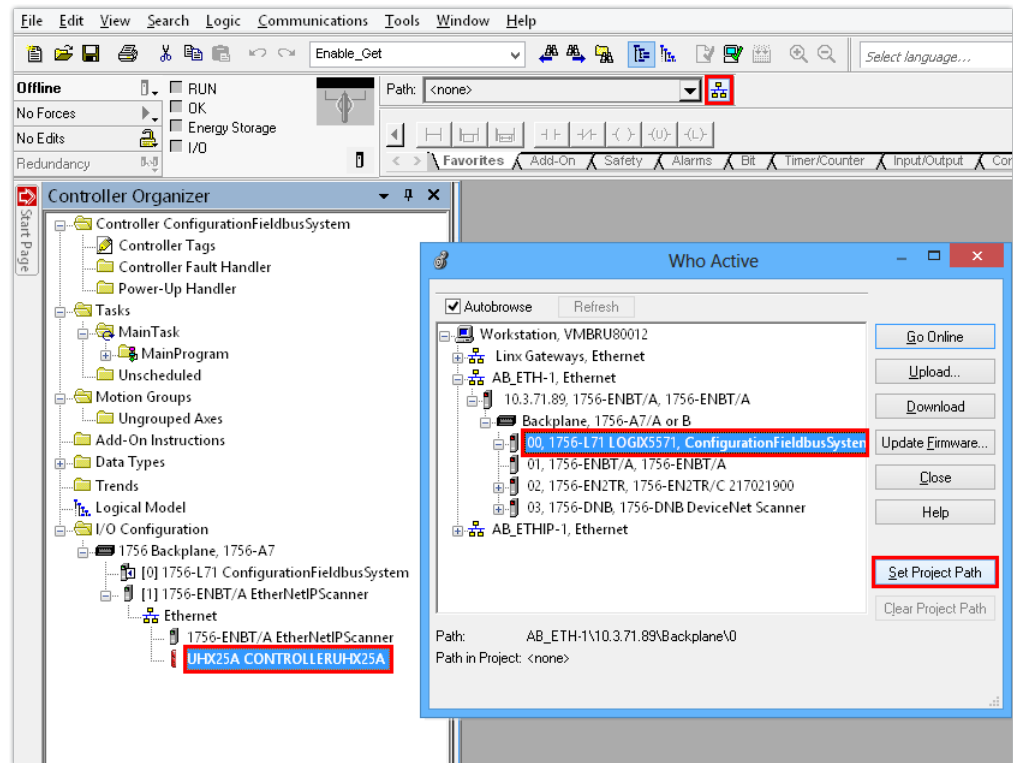 File Edit View Search Logic Communications Tools Window Help
Enable_Get
Select language...
Offline
RUN
Path: <none>
No Forces
OK
No Edits
Energy Storage
I/O
Redundancy
Favorites Add-On Safety Alarms Bit Timer/Counter Input/Output Cor
Start Page
Controller Organizer
Controller ConfigurationFieldbusSystem
Controller Tags
Controller Fault Handler
Power-Up Handler
Tasks
MainTask
MainProgram
Unscheduled
Motion Groups
Ungrouped Axes
Add-On Instructions
Data Types
Trends
Logical Model
I/O Configuration
1756 Backplane, 1756-A7
[0] 1756-L71 ConfigurationFieldbusSystem
[1] 1756-ENBT/A EtherNetIPScanner
Ethernet
1756-ENBT/A EtherNetIPScanner
UHX25A CONTROLLERUHX25A
Who Active
Autobrowse Refresh
Workstation, VMBRU80012
Linx Gateways, Ethernet
AB_ETH-1, Ethernet
10.3.71.89, 1756-ENBT/A, 1756-ENBT/A
Backplane, 1756-A7/A or B
00, 1756-L71 LOGIX5571, ConfigurationFieldbusSysten
01, 1756-ENBT/A, 1756-ENBT/A
02, 1756-EN2TR, 1756-EN2TR/C 217021900
03, 1756-DNB, 1756-DNB DeviceNet Scanner
AB_ETHIP-1, Ethernet
Go Online
Upload...
Download
Update Firmware...
Close
Help
Set Project Path
Clear Project Path
Path: AB_ETH-1\10.3.71.89\Backplane\0
Path in Project: <none>